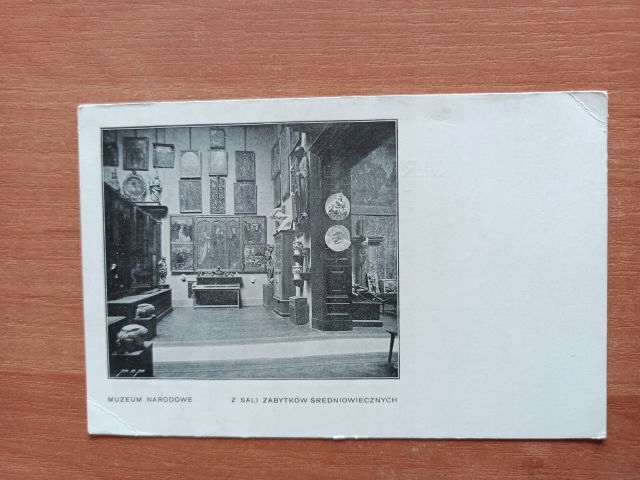 MUZEUM NARODOWE Z SALI ZABYTKÓW ŚREDNIOWIECZNYCH